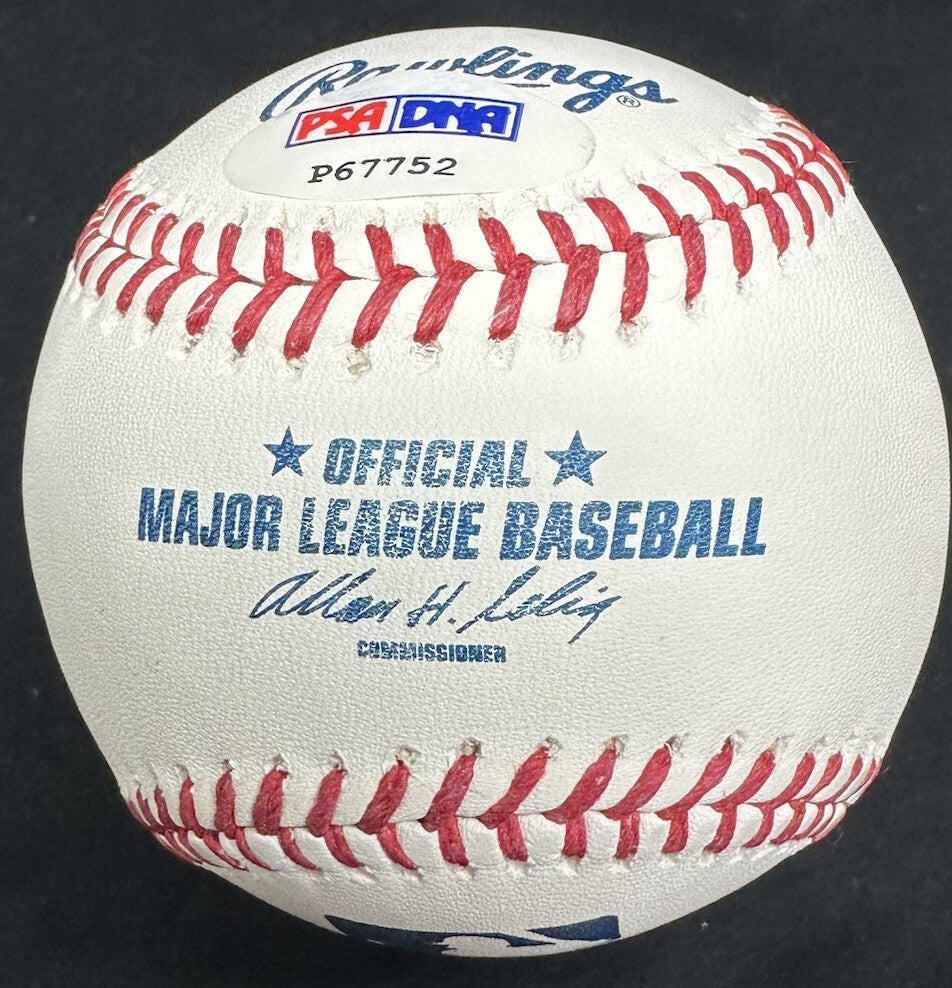 Rawlings®
PSA DNA
P67752
★ OFFICIAL ★
MAJOR LEAGUE BASEBALL
Allan H. Selig
COMMISSIONER